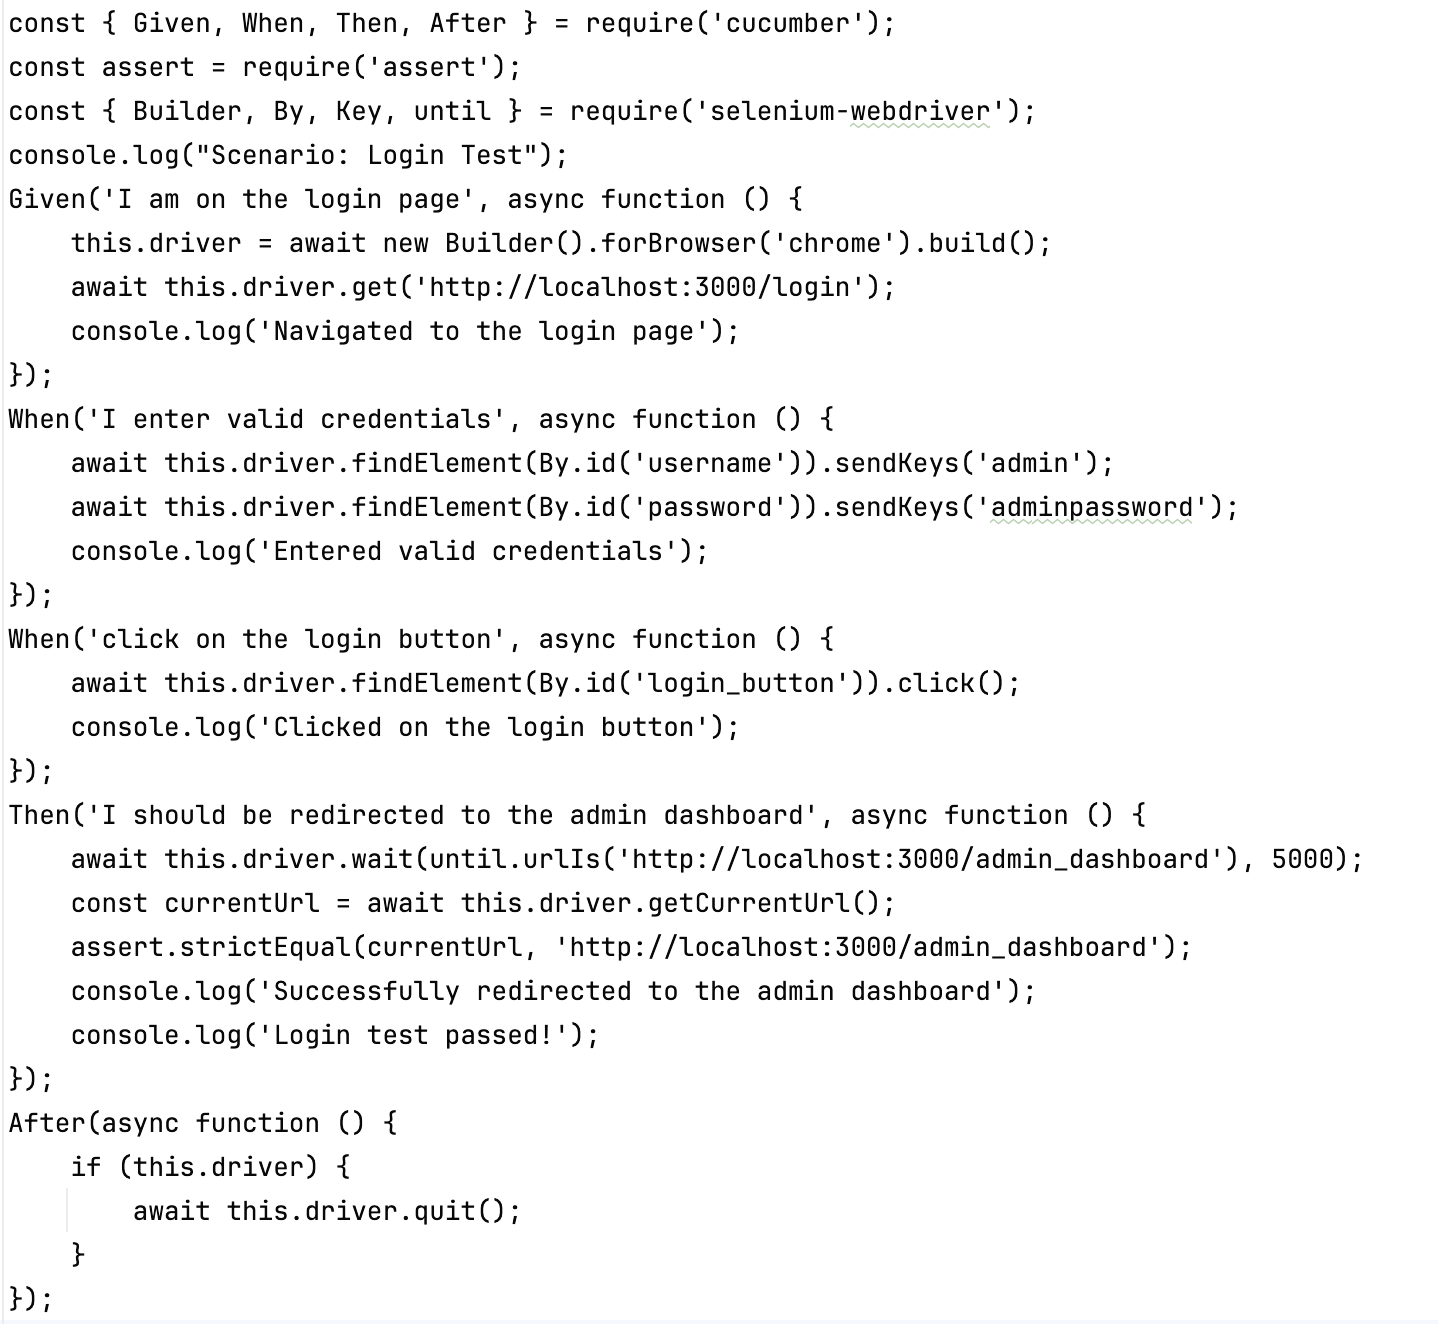 const { Given, When, Then, After } = require('cucumber');
const assert = require('assert');
const { Builder, By, Key, until } = require('selenium-webdriver');
console.log("Scenario: Login Test");
Given('I am on the login page', async function () {
    this.driver = await new Builder().forBrowser('chrome').build();
    await this.driver.get('http://localhost:3000/login');
    console.log('Navigated to the login page');
});
When('I enter valid credentials', async function () {
    await this.driver.findElement(By.id('username')).sendKeys('admin');
    await this.driver.findElement(By.id('password')).sendKeys('adminpassword');
    console.log('Entered valid credentials');
});
When('click on the login button', async function () {
    await this.driver.findElement(By.id('login_button')).click();
    console.log('Clicked on the login button');
});
Then('I should be redirected to the admin dashboard', async function () {
    await this.driver.wait(until.urlIs('http://localhost:3000/admin_dashboard'), 5000);
    const currentUrl = await this.driver.getCurrentUrl();
    assert.strictEqual(currentUrl, 'http://localhost:3000/admin_dashboard');
    console.log('Successfully redirected to the admin dashboard');
    console.log('Login test passed!');
});
After(async function () {
    if (this.driver) {
        await this.driver.quit();
    }
});